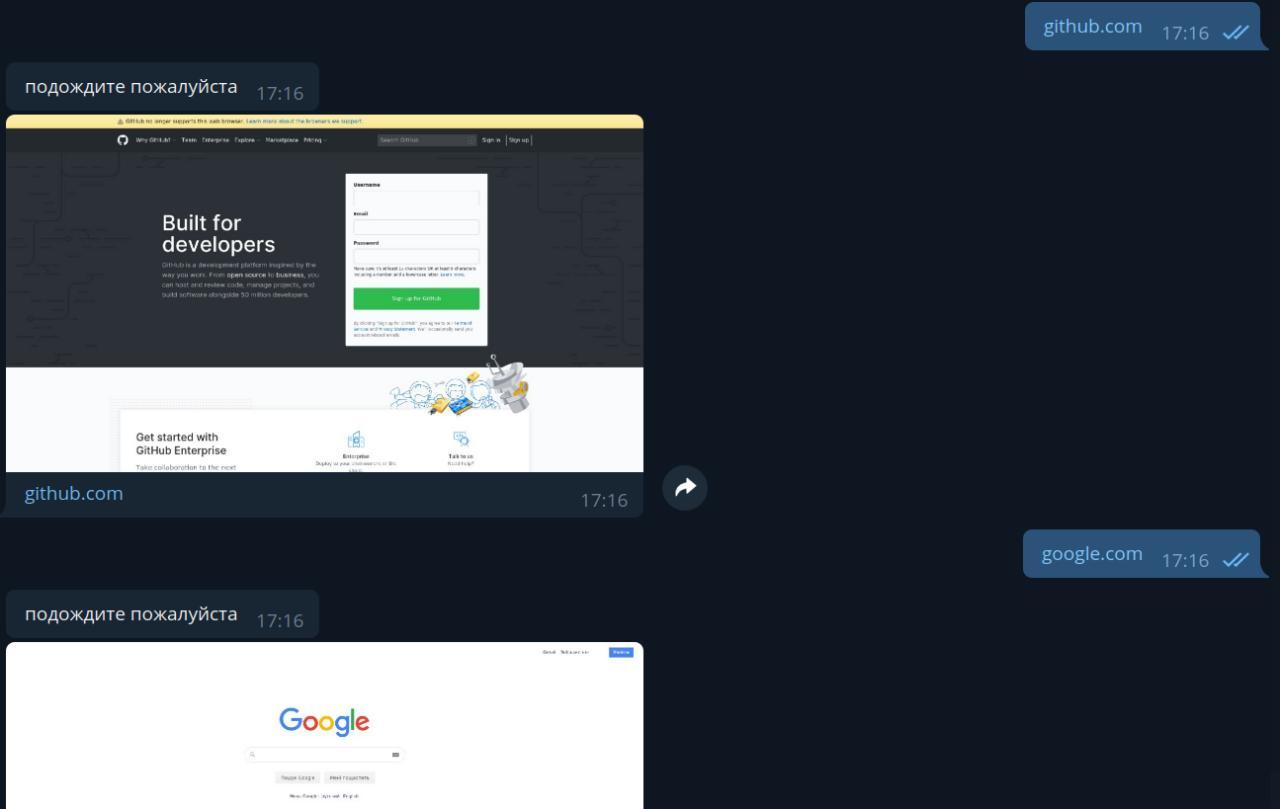 github.com 17:16
подождите пожалуйста 17:16
GitHub no longer supports this web browser. Learn more about the browsers we support.
Why GitHub? Team Enterprise Explore Marketplace Pricing Search GitHub Sign in Sign up
Username
Email
Password
Make sure it's at least 15 characters OR at least 8 characters
including a number and a lowercase letter. Learn more.
Sign up for GitHub
By clicking "Sign up for GitHub", you agree to our Terms of
Service and Privacy Statement. We'll occasionally send you
account related emails.
Built for
developers
GitHub is a development platform inspired by the
way you work. From open source to business, you
can host and review code, manage projects, and
build software alongside 50 million developers.
Get started with
GitHub Enterprise
Take collaboration to the next
Enterprise
Deploy to your environment or the
cloud.
Talk to us
Need help?
github.com 17:16
google.com 17:16
подождите пожалуйста 17:16
Gmail
Google
Google
English